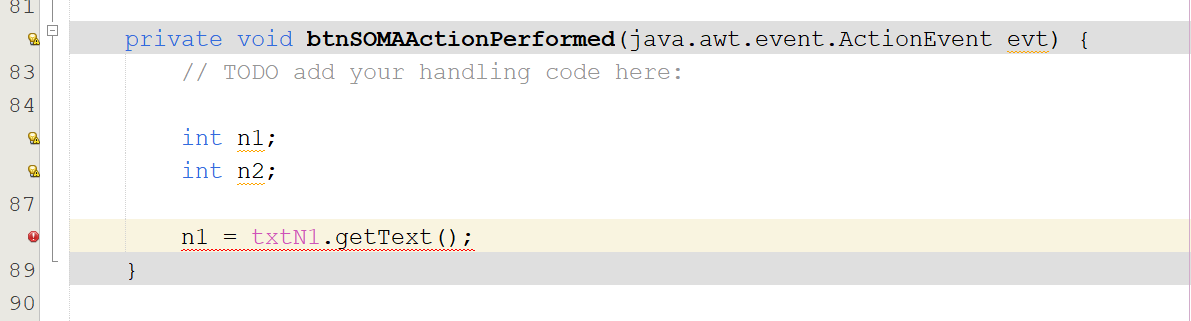 81
private void btnSOMAActionPerformed(java.awt.event.ActionEvent evt) {
83 // TODO add your handling code here:
84
int n1;
int n2;
87
n1 = txtN1.getText();
89 }
90